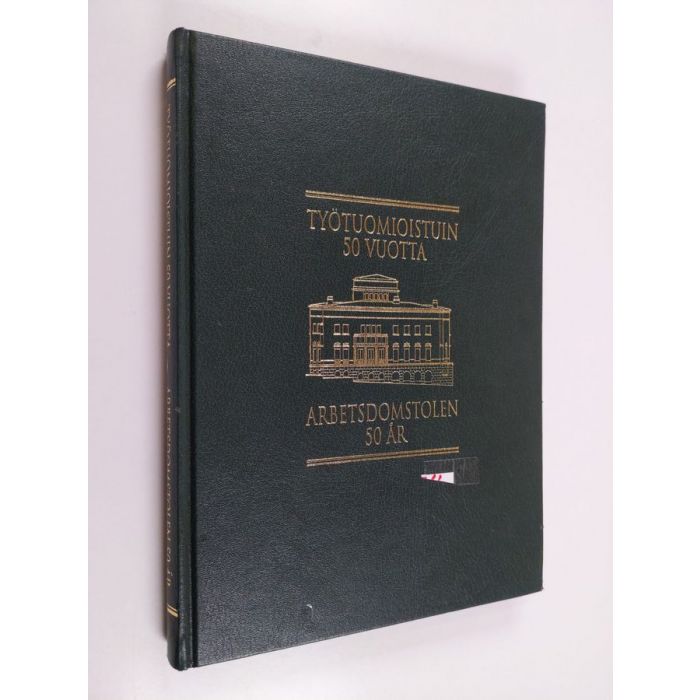 TYÖTUOMIOISTUIN
50 VUOTTA
ARBETSDOMSTOLEN
50 ÅR
TYÖTUOMIOISTUIN 50 VUOTTA — ARBETSDOMSTOLEN 50 ÅR